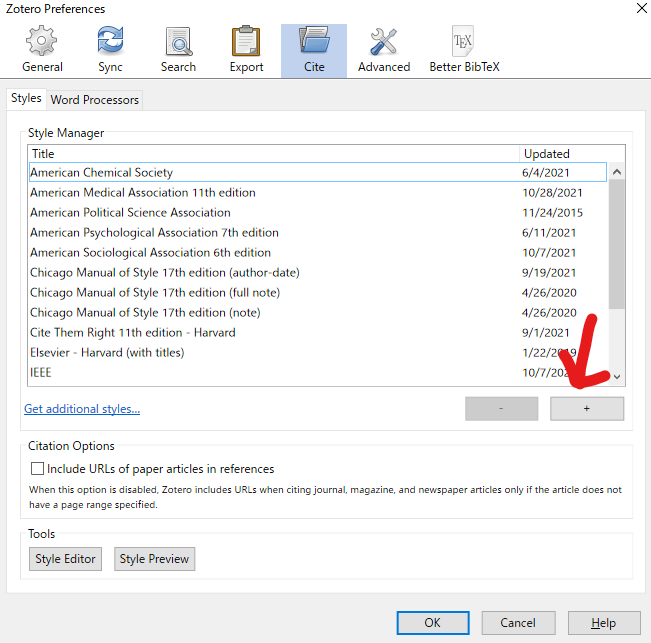 Zotero Preferences
General Sync Search Export Cite Advanced Better BibTeX
TEX
Styles Word Processors
Style Manager
Title Updated
American Chemical Society 6/4/2021
American Medical Association 11th edition 10/28/2021
American Political Science Association 11/24/2015
American Psychological Association 7th edition 6/11/2021
American Sociological Association 6th edition 10/7/2021
Chicago Manual of Style 17th edition (author-date) 9/19/2021
Chicago Manual of Style 17th edition (full note) 4/26/2020
Chicago Manual of Style 17th edition (note) 4/26/2020
Cite Them Right 11th edition - Harvard 9/1/2021
Elsevier - Harvard (with titles) 1/22/2019
IEEE
Get additional styles... - +
Citation Options
Include URLs of paper articles in references
When this option is disabled, Zotero includes URLs when citing journal, magazine, and newspaper articles only if the article does not
have a page range specified.
Tools
Style Editor Style Preview
OK Cancel Help